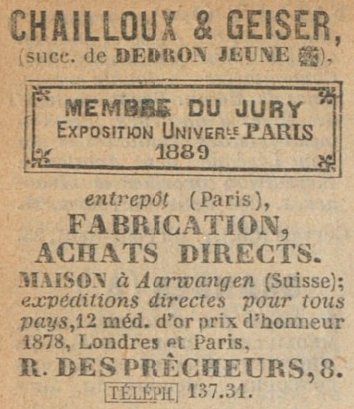 CHAILLOUX & GEISER,
(succ. de DEDRON JEUNE ),
MEMBRE DU JURY
EXPOSITION UNIVERLE PARIS
1889
entrepôt (Paris),
FABRICATION,
ACHATS DIRECTS.
MAISON à Aarwangen (Suisse);
expéditions directes pour tous
pays, 12 méd. d'or prix d'honneur
1878, Londres et Paris.
R. DES PRÊCHEURS, 8.
TÉLÉPH 137.31.